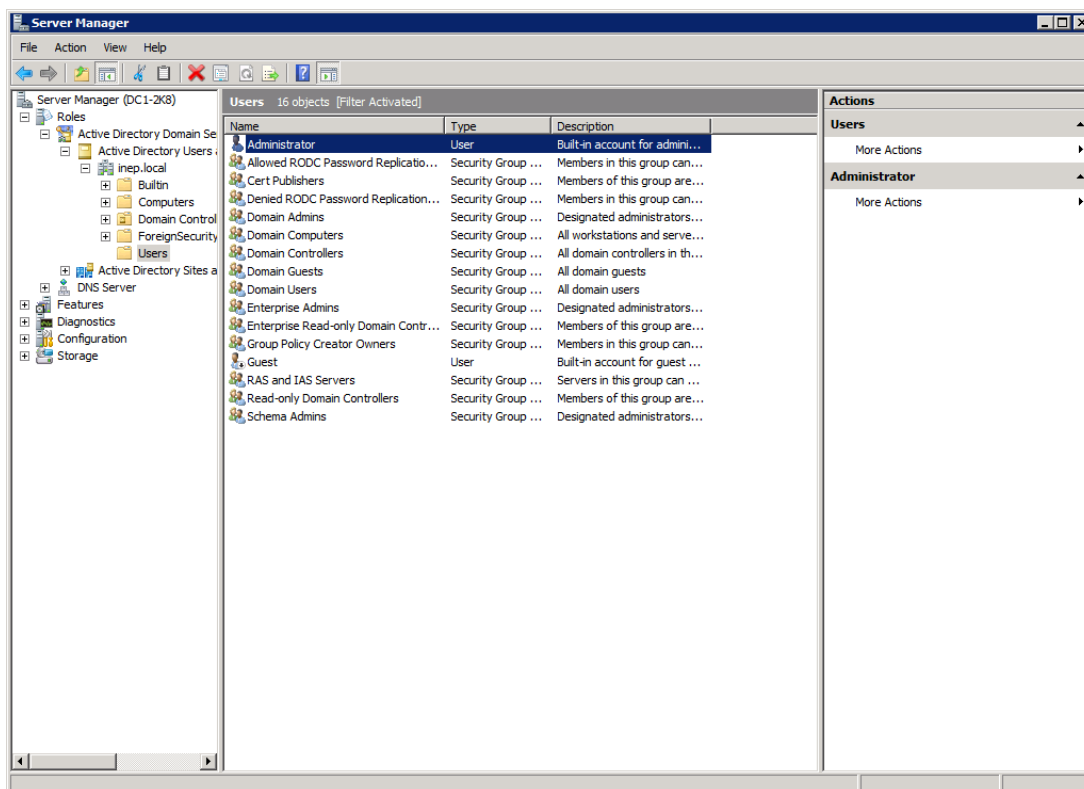 Server Manager
File Action View Help
Server Manager (DC1-2K8)
Roles
Active Directory Domain Se
Active Directory Users
inep.local
Builtin
Computers
Domain Control
ForeignSecurity
Users
Active Directory Sites a
DNS Server
Features
Diagnostics
Configuration
Storage
Users 16 objects [Filter Activated]
Name Type Description
Administrator User Built-in account for admini...
Allowed RODC Password Replicatio... Security Group ... Members in this group can...
Cert Publishers Security Group ... Members of this group are...
Denied RODC Password Replication... Security Group ... Members in this group can...
Domain Admins Security Group ... Designated administrators...
Domain Computers Security Group ... All workstations and serve...
Domain Controllers Security Group ... All domain controllers in th...
Domain Guests Security Group ... All domain guests
Domain Users Security Group ... All domain users
Enterprise Admins Security Group ... Designated administrators...
Enterprise Read-only Domain Contr... Security Group ... Members of this group are...
Group Policy Creator Owners Security Group ... Members in this group can...
Guest User Built-in account for guest ...
RAS and IAS Servers Security Group ... Servers in this group can ...
Read-only Domain Controllers Security Group ... Members of this group are...
Schema Admins Security Group ... Designated administrators...
Actions
Users
More Actions
Administrator
More Actions